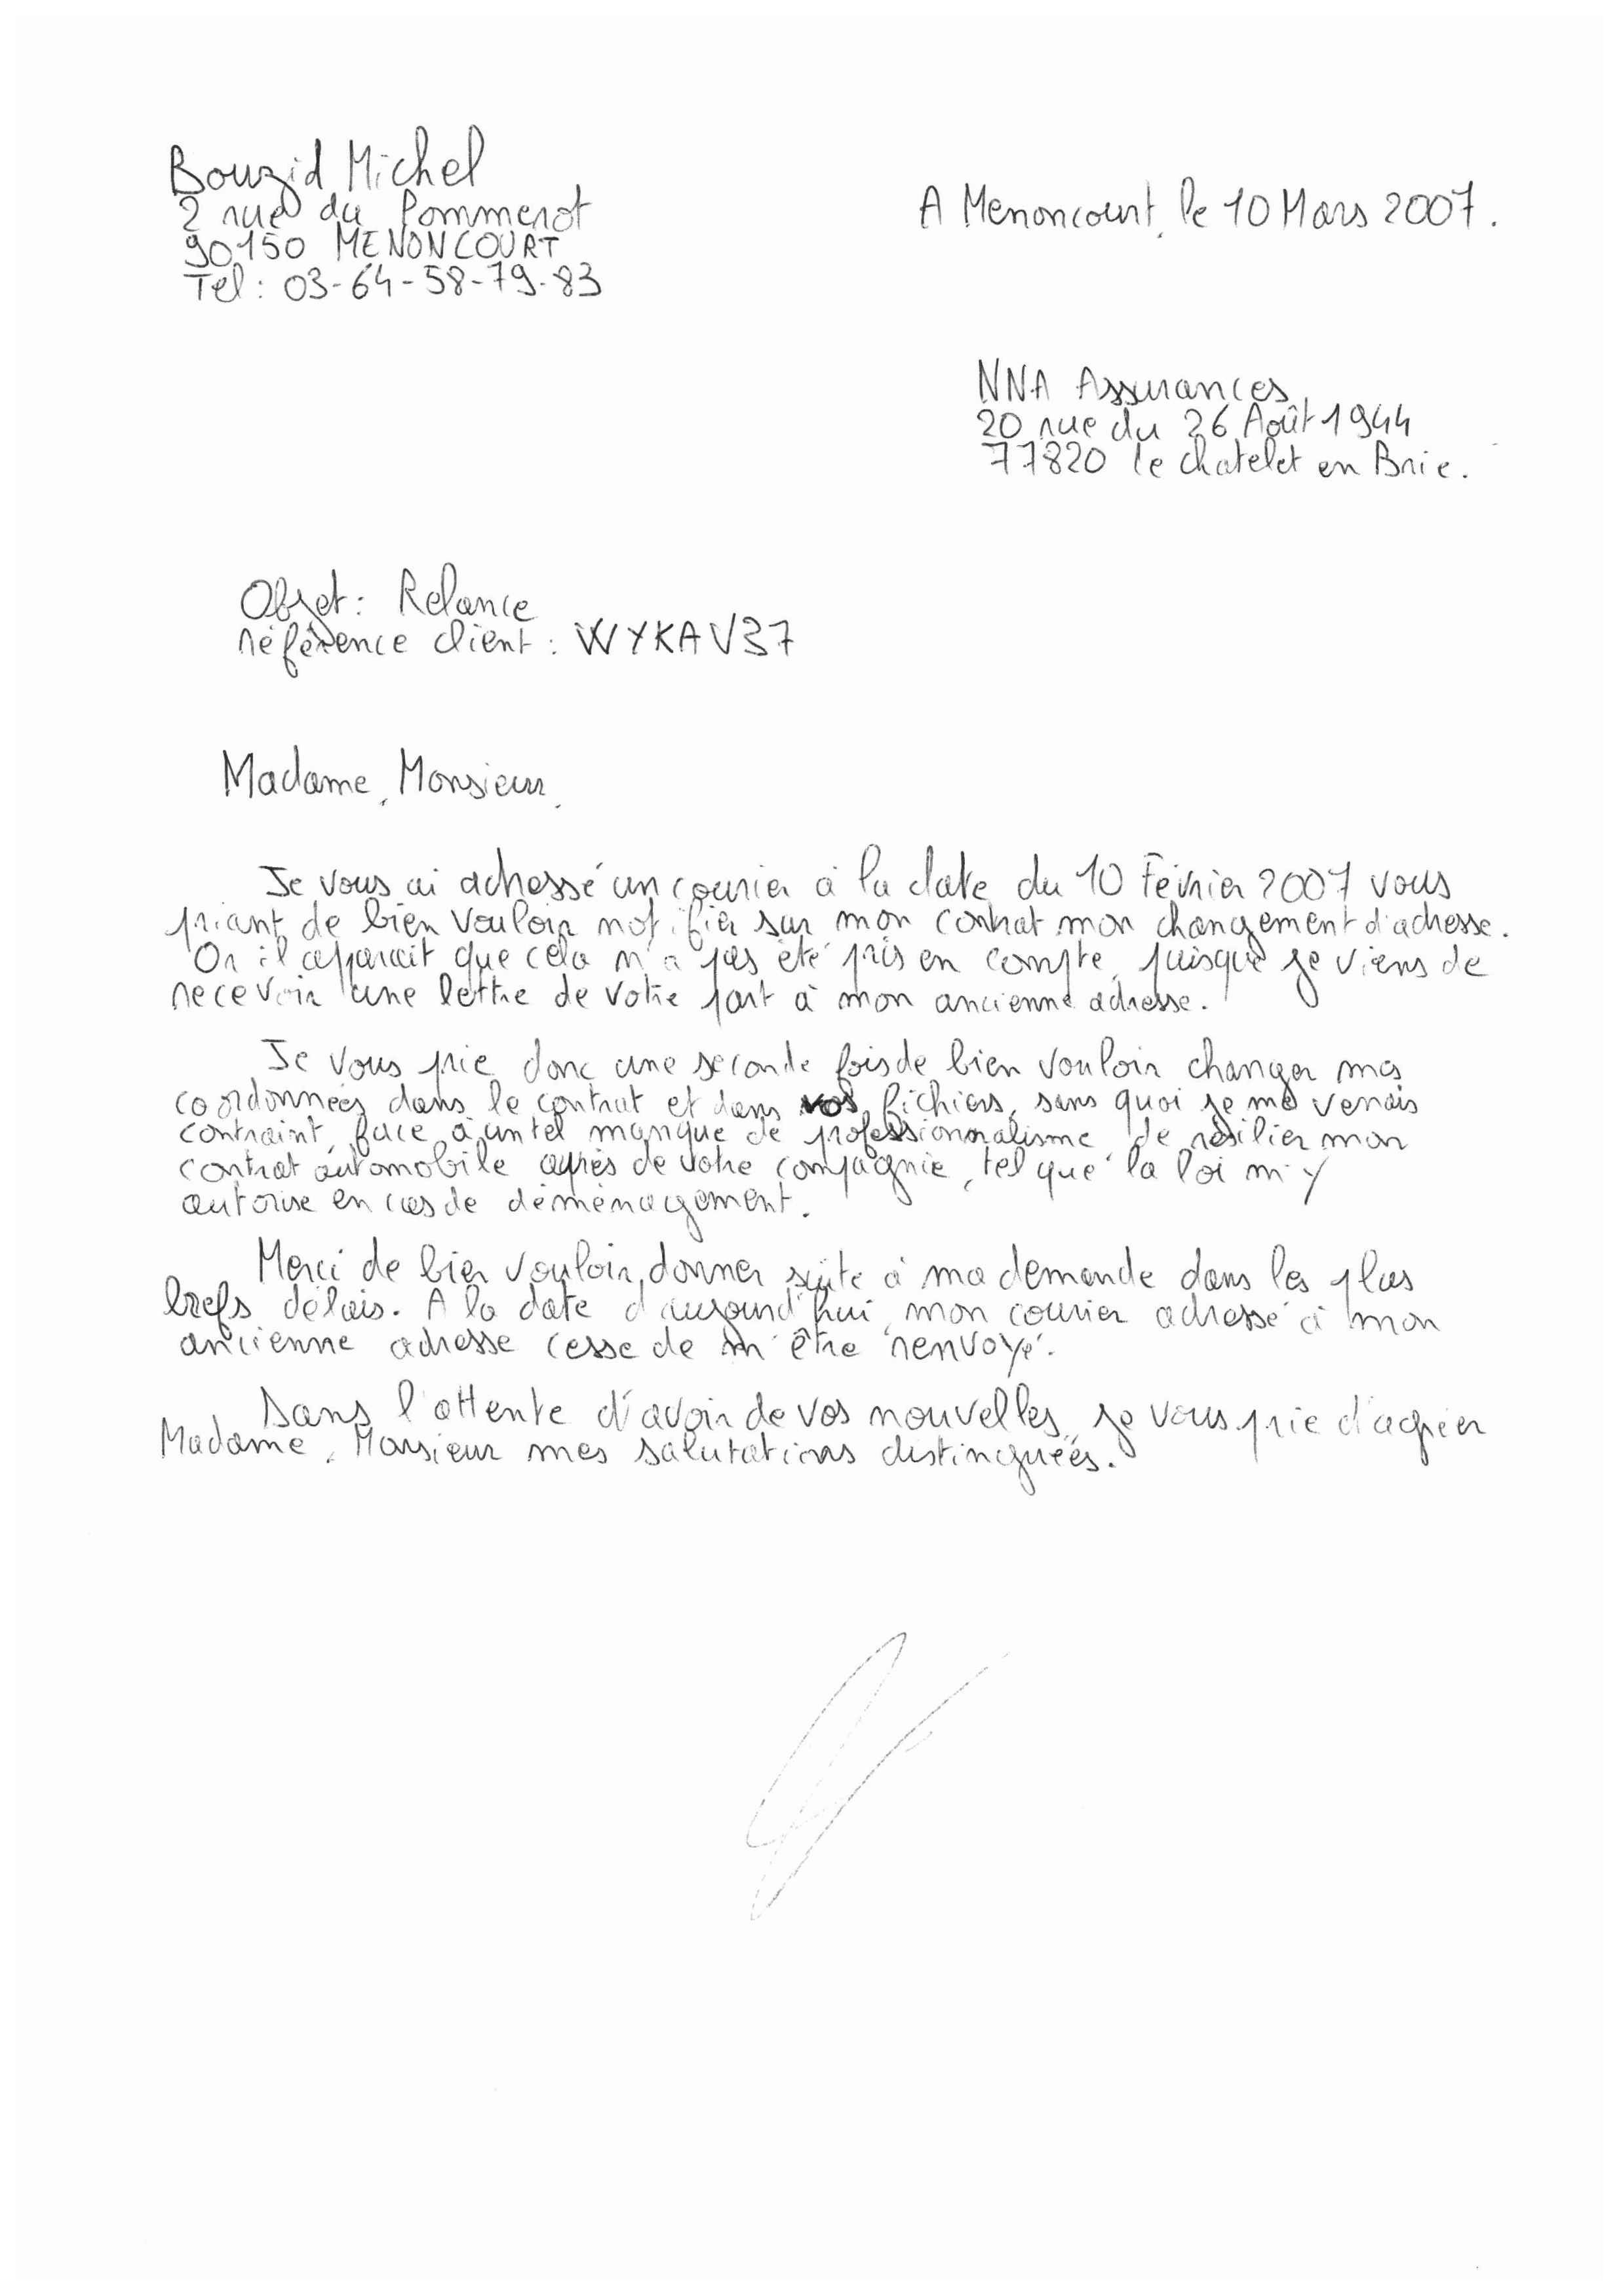 Bouzid Michel
2 rue du Pommerot
90150 MENONCOURT
Tel : 03-64-58-79-83
A Menoncourt, le 10 Mars 2007.
NNA Assurances
20 rue du 26 Août 1944
77820 le chatelet en Brie.
Objet : Relance
référence client : WYKAV37
Madame, Monsieur,
Je vous ai adressé un courier à la date du 10 Février 2007 vous
priant de bien vouloir notifier sur mon contrat mon changement d'adresse.
Or il apparait que cela n'a pas été pris en compte, puisque je viens de
recevoir une lettre de votre part à mon ancienne adresse.
Je vous prie donc une seconde fois de bien vouloir changer mes
coordonnées dans le contrat et dans vos fichiers, sans quoi je me verrais
contraint, face à un tel manque de professionnalisme, de résilier mon
contrat automobile après de votre compagnie, tel que la loi m'y
autorise en cas de déménagement.
Merci de bien vouloir donner suite à ma demande dans les plus
brefs délais. A la date d'aujourd'hui, mon courier adressé à mon
ancienne adresse cesse de m'être renvoyé.
Dans l'attente d'avoir de vos nouvelles, je vous prie d'agréer
Madame, Monsieur mes salutations distinguées.